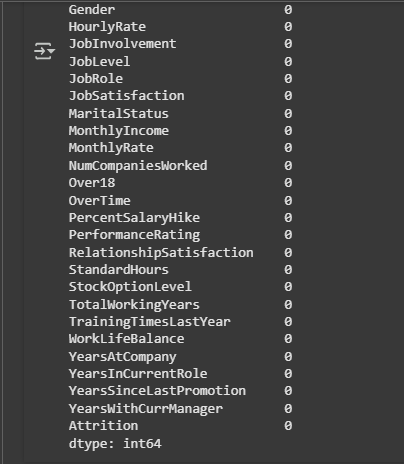 Gender 0
HourlyRate 0
JobInvolvement 0
JobLevel 0
JobRole 0
JobSatisfaction 0
MaritalStatus 0
MonthlyIncome 0
MonthlyRate 0
NumCompaniesWorked 0
Over18 0
OverTime 0
PercentSalaryHike 0
PerformanceRating 0
RelationshipSatisfaction 0
StandardHours 0
StockOptionLevel 0
TotalWorkingYears 0
TrainingTimesLastYear 0
WorkLifeBalance 0
YearsAtCompany 0
YearsInCurrentRole 0
YearsSinceLastPromotion 0
YearsWithCurrManager 0
Attrition 0
dtype: int64